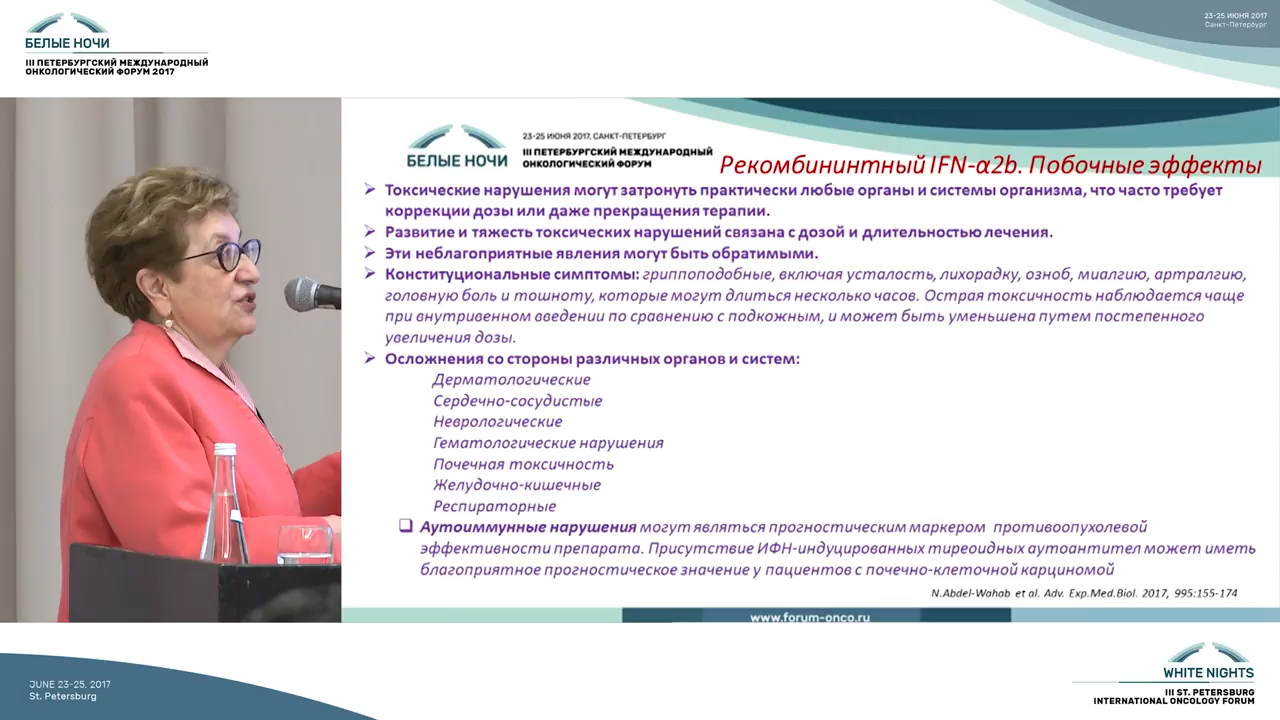 БЕЛЫЕ НОЧИ
III ПЕТЕРБУРГСКИЙ МЕЖДУНАРОДНЫЙ
ОНКОЛОГИЧЕСКИЙ ФОРУМ 2017
23-25 ИЮНЯ 2017
Санкт-Петербург
БЕЛЫЕ НОЧИ
23-25 ИЮНЯ 2017, САНКТ-ПЕТЕРБУРГ
III ПЕТЕРБУРГСКИЙ МЕЖДУНАРОДНЫЙ
ОНКОЛОГИЧЕСКИЙ ФОРУМ
Рекомбининтный IFN-α2b. Побочные эффекты
➢ Токсические нарушения могут затронуть практически любые органы и системы организма, что часто требует
коррекции дозы или даже прекращения терапии.
➢ Развитие и тяжесть токсических нарушений связана с дозой и длительностью лечения.
➢ Эти неблагоприятные явления могут быть обратимыми.
➢ Конституциональные симптомы: гриппоподобные, включая усталость, лихорадку, озноб, миалгию, артралгию,
головную боль и тошноту, которые могут длиться несколько часов. Острая токсичность наблюдается чаще
при внутривенном введении по сравнению с подкожным, и может быть уменьшена путем постепенного
увеличения дозы.
➢ Осложнения со стороны различных органов и систем:
Дерматологические
Сердечно-сосудистые
Неврологические
Гематологические нарушения
Почечная токсичность
Желудочно-кишечные
Респираторные
❑ Аутоиммунные нарушения могут являться прогностическим маркером противоопухолевой
эффективности препарата. Присутствие ИФН-индуцированных тиреоидных аутоантител может иметь
благоприятное прогностическое значение у пациентов с почечно-клеточной карциномой
N.Abdel-Wahab et al. Adv. Exp.Med.Biol. 2017, 995:155-174
www.forum-onco.ru
JUNE 23-25, 2017
St. Petersburg
WHITE NIGHTS
III ST. PETERSBURG
INTERNATIONAL ONCOLOGY FORUM